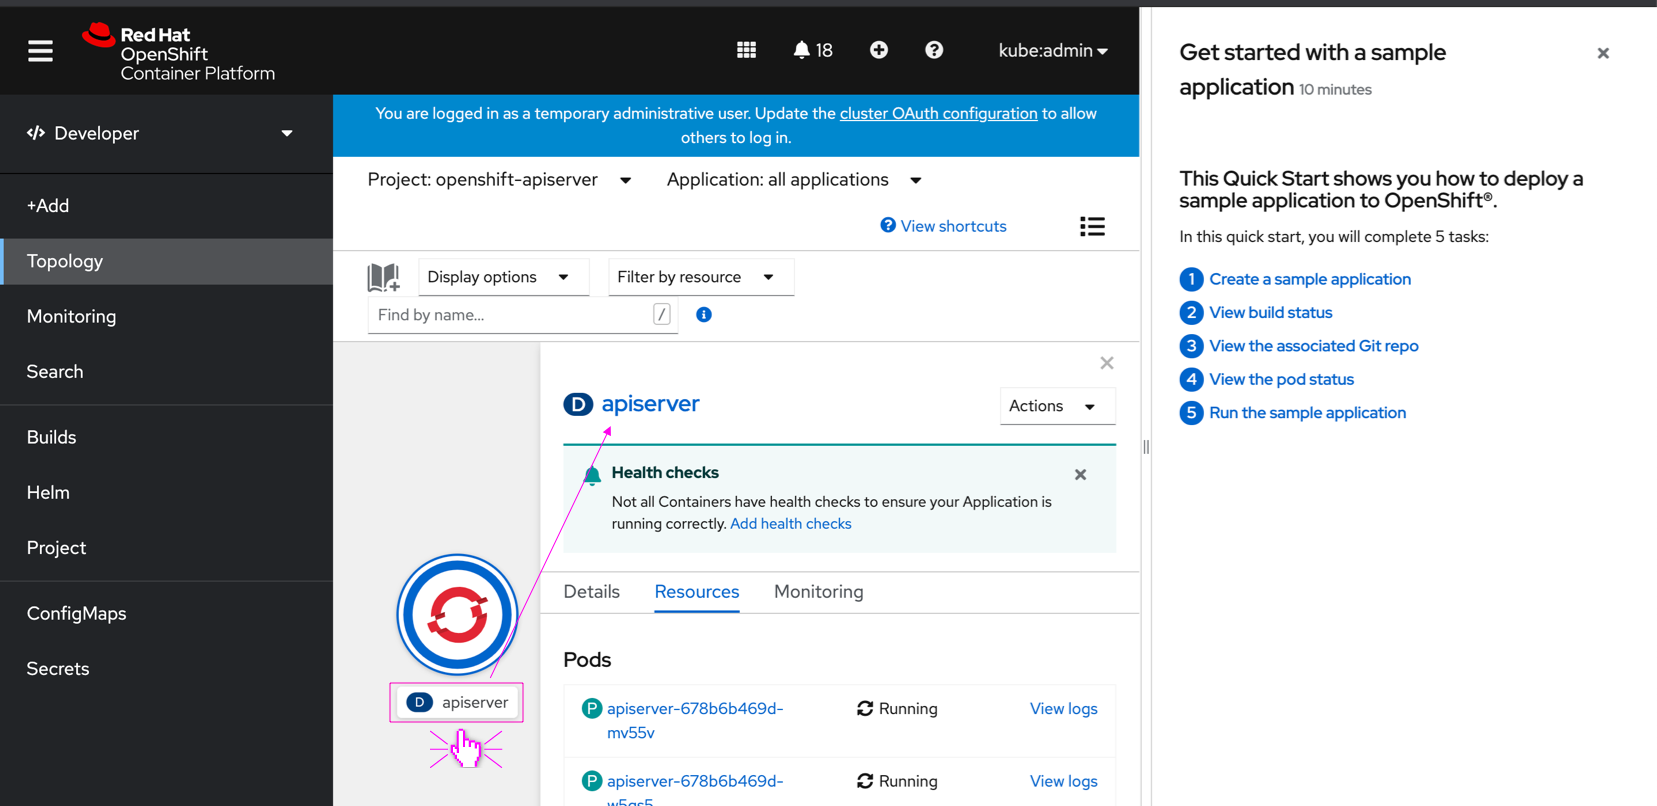 Red Hat
OpenShift
Container Platform
18
kube:admin
Developer
+Add
Topology
Monitoring
Search
Builds
Helm
Project
ConfigMaps
Secrets
You are logged in as a temporary administrative user. Update the cluster OAuth configuration to allow
others to log in.
Project: openshift-apiserver
Application: all applications
View shortcuts
Display options
Filter by resource
Find by name...
/
D apiserver
D apiserver
Actions
Health checks
Not all Containers have health checks to ensure your Application is
running correctly. Add health checks
Details
Resources
Monitoring
Pods
P apiserver-678b6b469d-
mv55v
Running
View logs
P apiserver-678b6b469d-
w5gs5
Running
View logs
Get started with a sample
application 10 minutes
This Quick Start shows you how to deploy a
sample application to OpenShift®.
In this quick start, you will complete 5 tasks:
1 Create a sample application
2 View build status
3 View the associated Git repo
4 View the pod status
5 Run the sample application